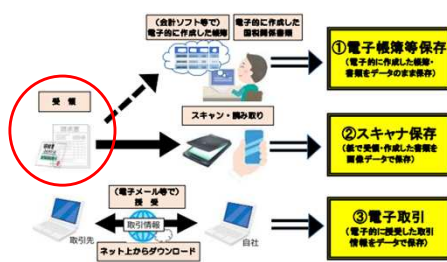 (会計ソフト等で)
電子的に作成した帳簿
電子的に作成した
国税関係書類
①電子帳簿等保存
(電子的に作成した帳簿・
書類をデータのまま保存)
受 領
請求書
スキャン・読み取り
②スキャナ保存
(紙で受領・作成した書類を
画像データで保存)
(電子メール等で)
授 受
取引情報
取引先
自社
ネット上からダウンロード
③電子取引
(電子的に授受した取引
情報をデータで保存)